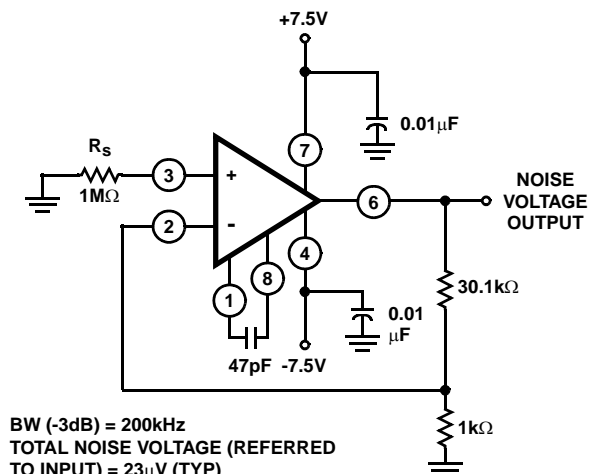 +7.5V
0.01μF
7
Rs
1MΩ
3
+
2
-
6
NOISE
VOLTAGE
OUTPUT
4
8
1
30.1kΩ
0.01
μF
47pF
-7.5V
1kΩ
BW (-3dB) = 200kHz
TOTAL NOISE VOLTAGE (REFERRED
TO INPUT) = 23μV (TYP)